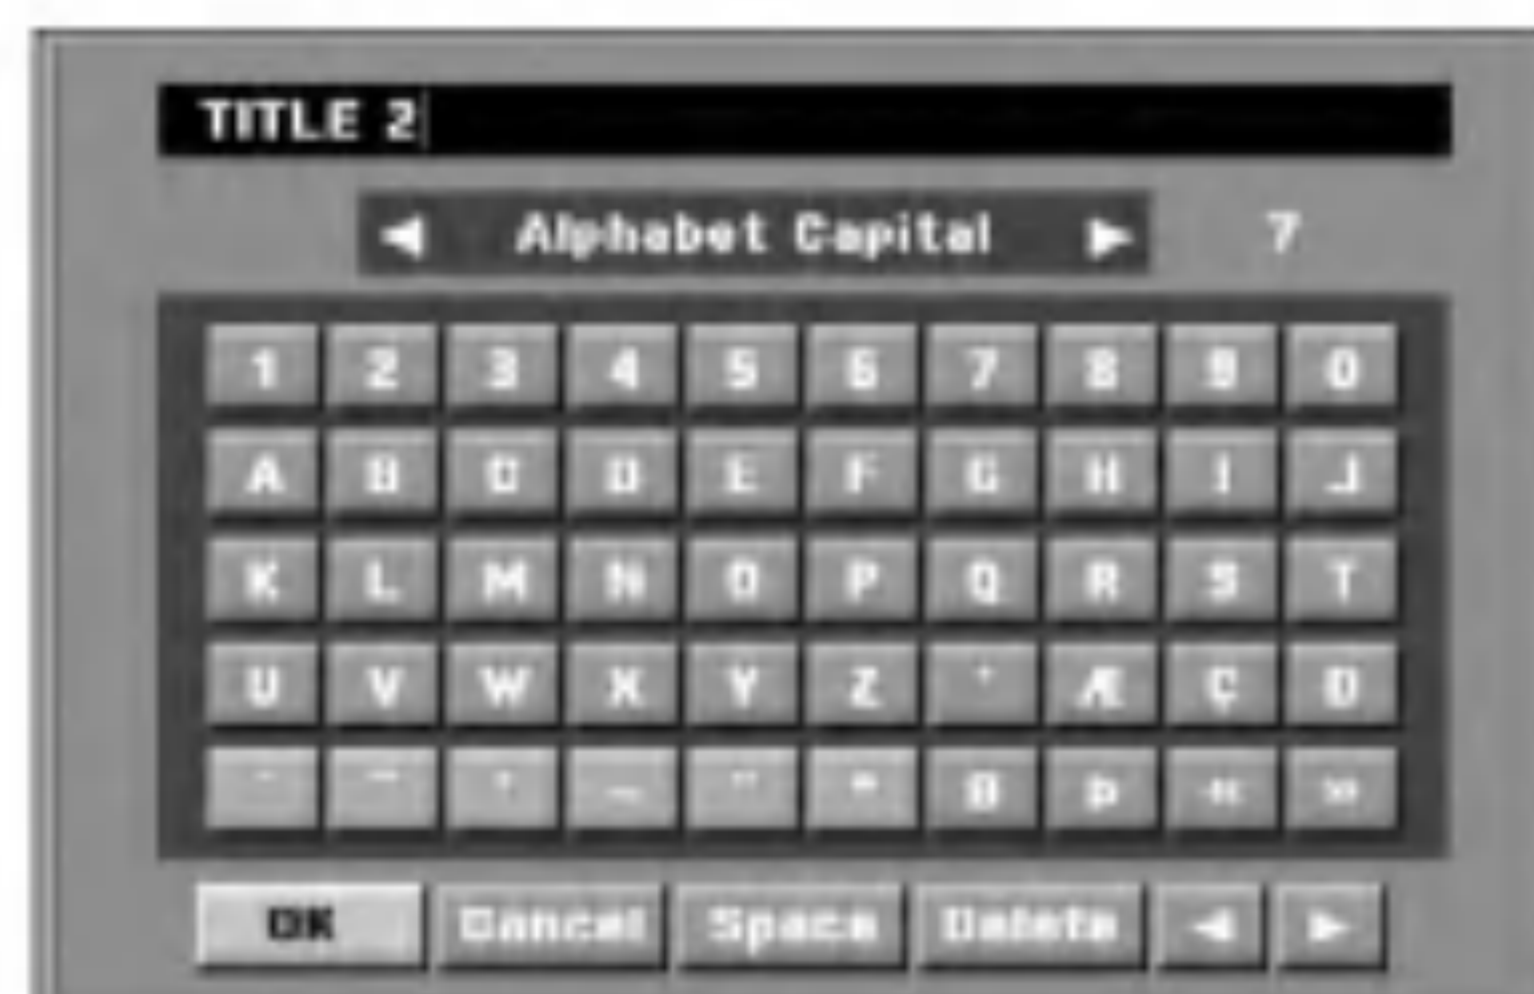 TITLE 2
◀ Alphabet Capital ▶ 7
1 2 3 4 5 6 7 8 9 0
A B C D E F G H I J
K L M N O P Q R S T
U V W X Y Z Æ Ç
Þ « »
OK Cancel Space Delete ◀ ▶